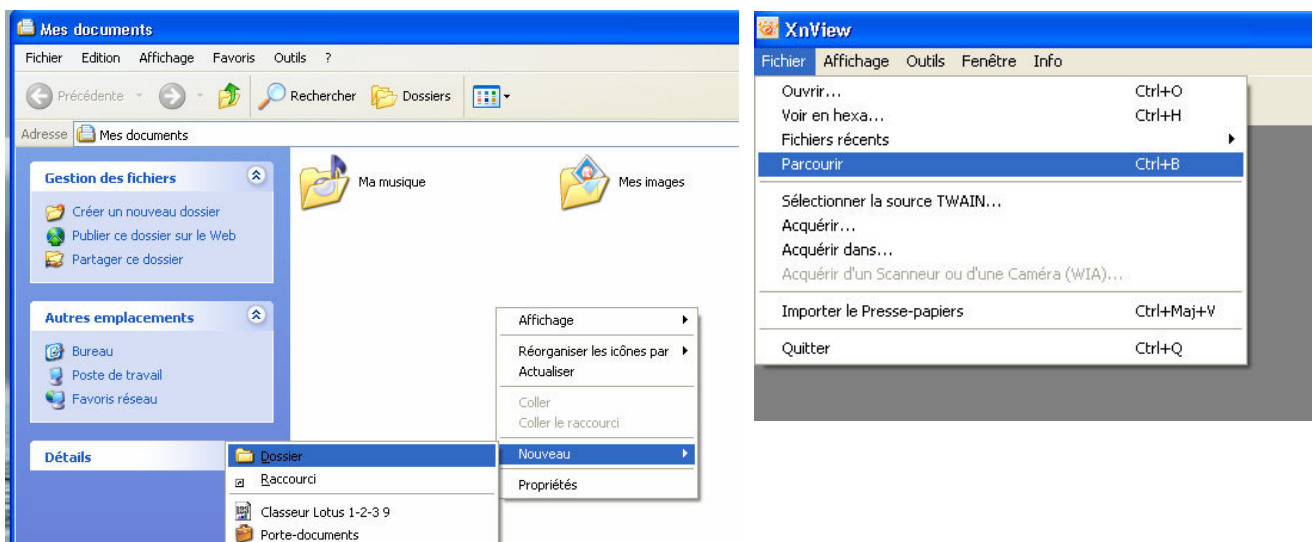 Mes documents
Fichier Edition Affichage Favoris Outils ?
Précédente Rechercher Dossiers
Adresse Mes documents
Gestion des fichiers
Créer un nouveau dossier
Publier ce dossier sur le Web
Partager ce dossier
Autres emplacements
Bureau
Poste de travail
Favoris réseau
Détails
Ma musique
Mes images
Affichage
Réorganiser les icônes par
Actualiser
Coller
Coller le raccourci
Nouveau
Propriétés
Dossier
Raccourci
Classeur Lotus 1-2-3 9
Porte-documents
XnView
Fichier Affichage Outils Fenêtre Info
Ouvrir... Ctrl+O
Voir en hexa... Ctrl+H
Fichiers récents
Parcourir Ctrl+B
Sélectionner la source TWAIN...
Acquérir...
Acquérir dans...
Acquérir d'un Scanneur ou d'une Caméra (WIA)...
Importer le Presse-papiers Ctrl+Maj+V
Quitter Ctrl+Q